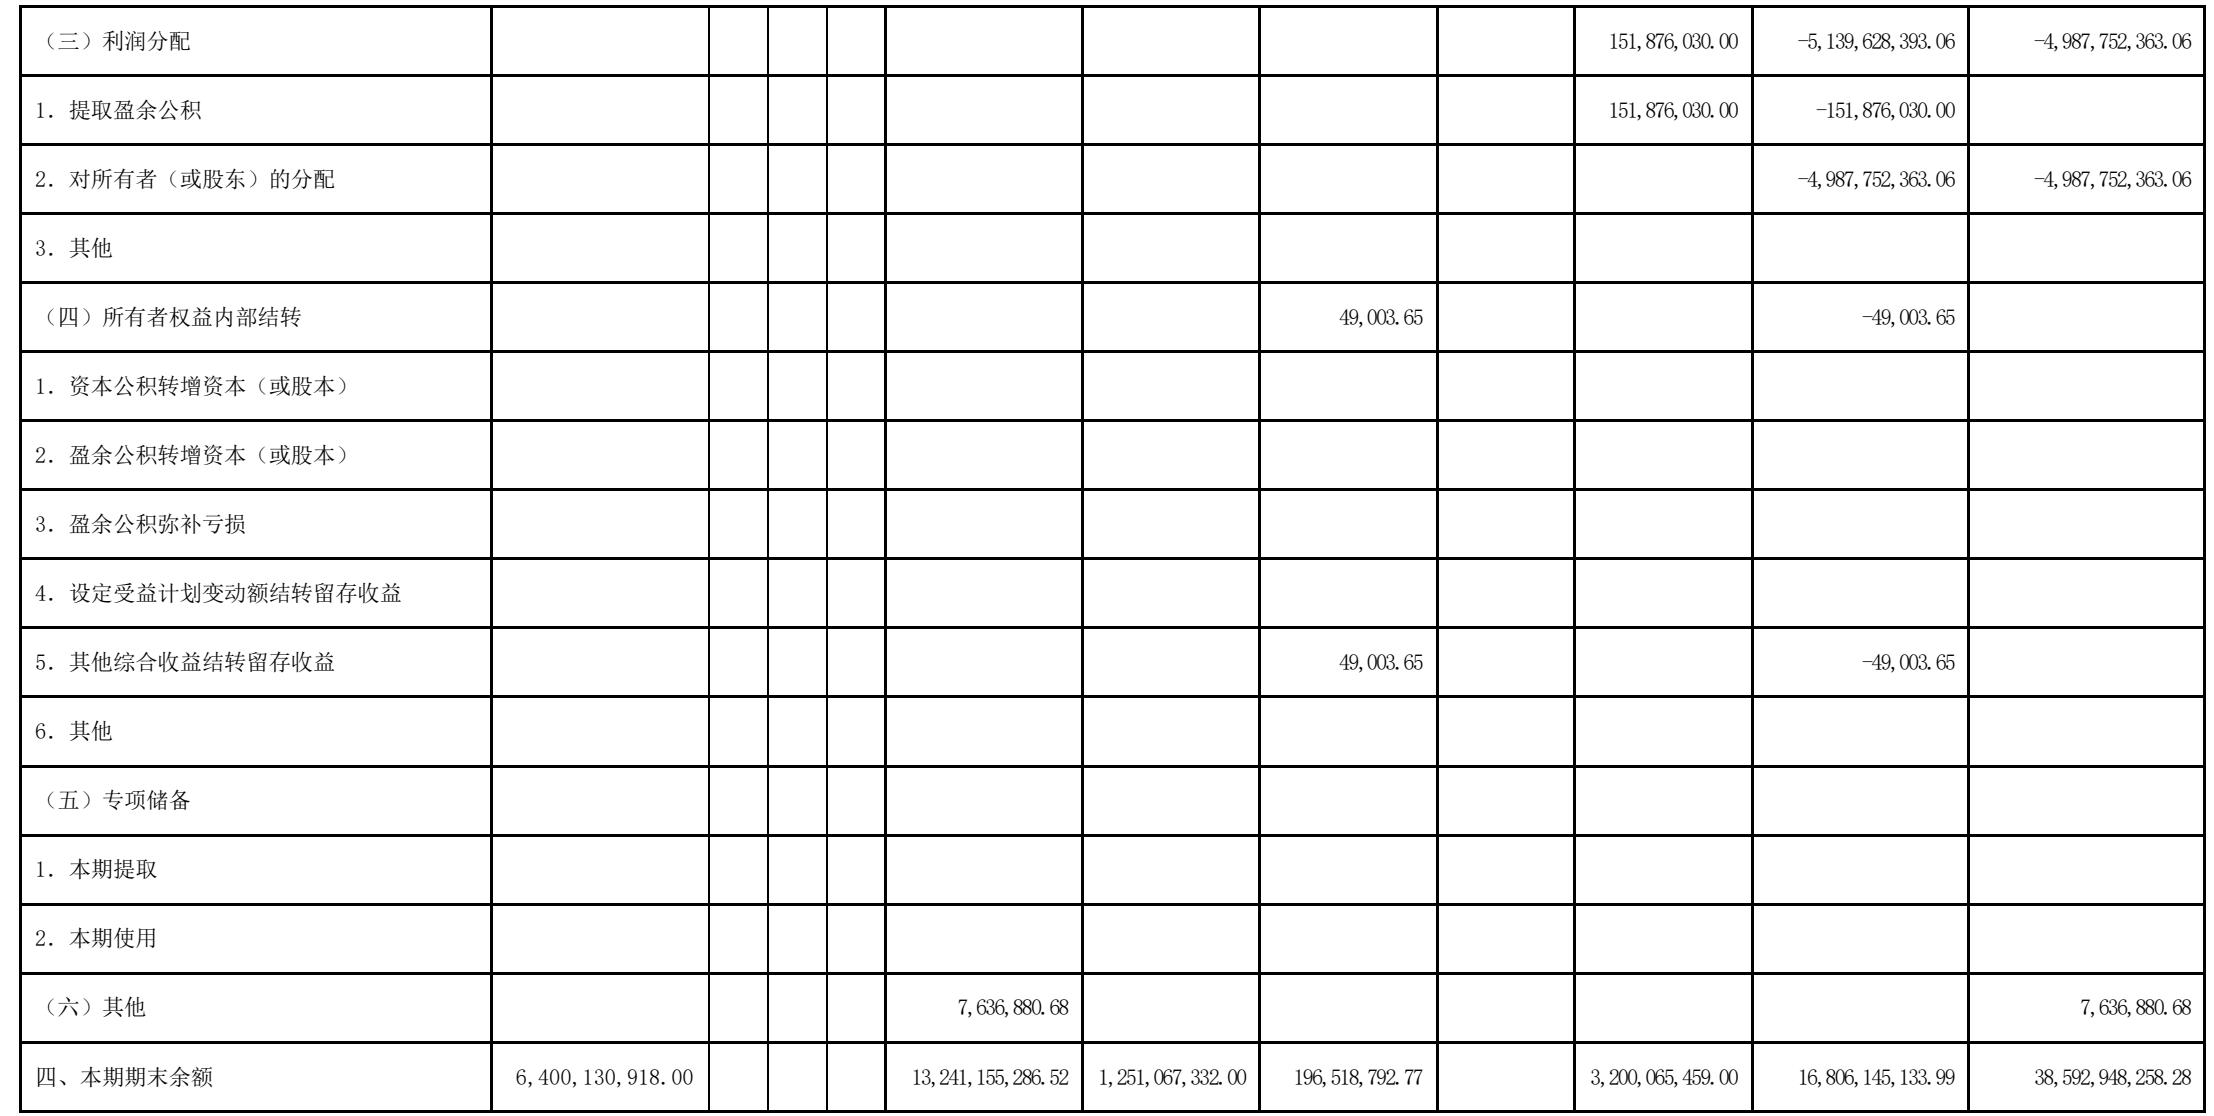 （三）利润分配 151,876,030.00 -5,139,628,393.06 -4,987,752,363.06
1．提取盈余公积 151,876,030.00 -151,876,030.00
2．对所有者（或股东）的分配 -4,987,752,363.06 -4,987,752,363.06
3．其他
（四）所有者权益内部结转 49,003.65 -49,003.65
1．资本公积转增资本（或股本）
2．盈余公积转增资本（或股本）
3．盈余公积弥补亏损
4．设定受益计划变动额结转留存收益
5．其他综合收益结转留存收益 49,003.65 -49,003.65
6．其他
（五）专项储备
1．本期提取
2．本期使用
（六）其他 7,636,880.68 7,636,880.68
四、本期期末余额 6,400,130,918.00 13,241,155,286.52 1,251,067,332.00 196,518,792.77 3,200,065,459.00 16,806,145,133.99 38,592,948,258.28